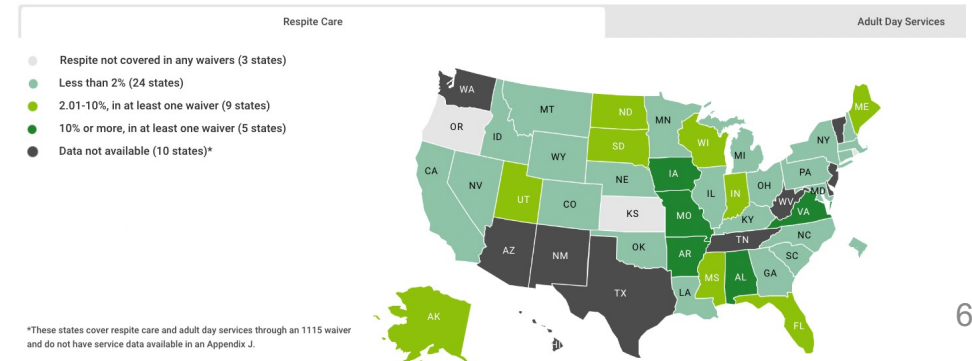 Respite Care
Adult Day Services
Respite not covered in any waivers (3 states)
Less than 2% (24 states)
2.01-10%, in at least one waiver (9 states)
10% or more, in at least one waiver (5 states)
Data not available (10 states)*
WA
OR
ID
MT
ND
MN
WI
MI
NY
ME
CA
NV
UT
WY
SD
NE
IA
IL
IN
OH
PA
MD
WV
VA
CO
KS
MO
KY
NC
AZ
NM
OK
AR
TN
SC
TX
LA
MS
AL
GA
FL
AK
HI
*These states cover respite care and adult day services through an 1115 waiver
and do not have service data available in an Appendix J.
6